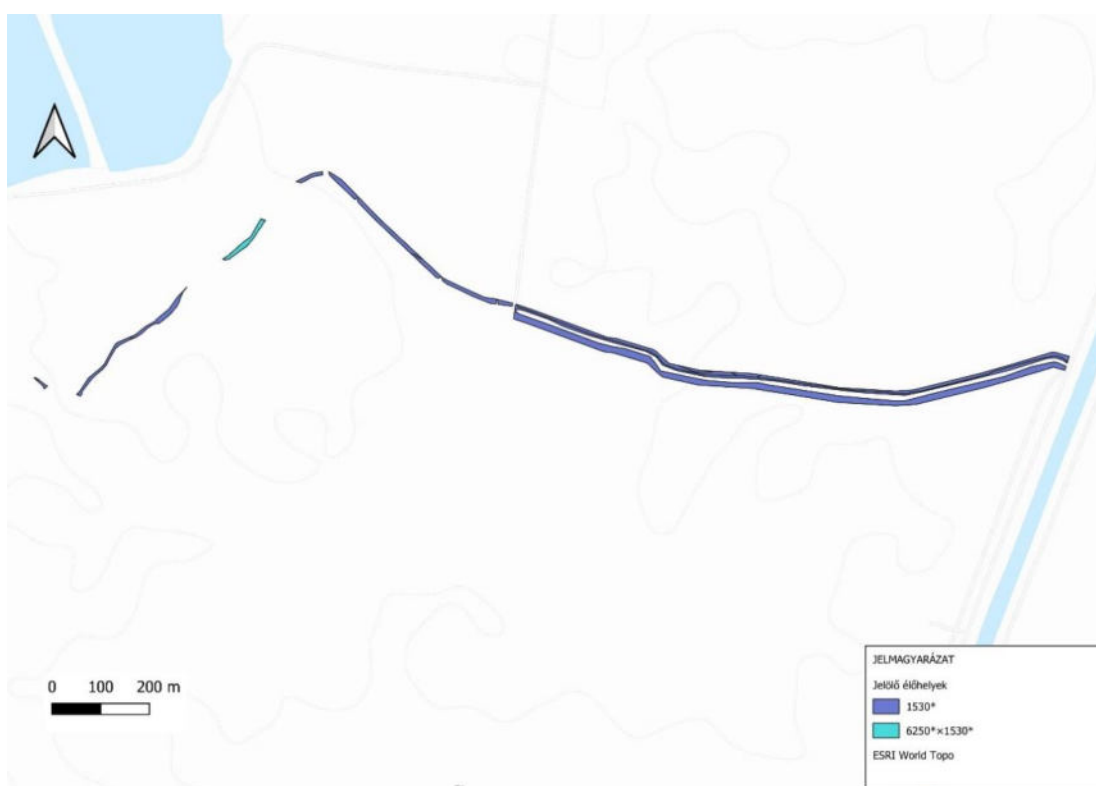 0 100 200 m
JELMAGYARÁZAT
Jelölő élőhelyek
1530*
6250*×1530*
ESRI World Topo